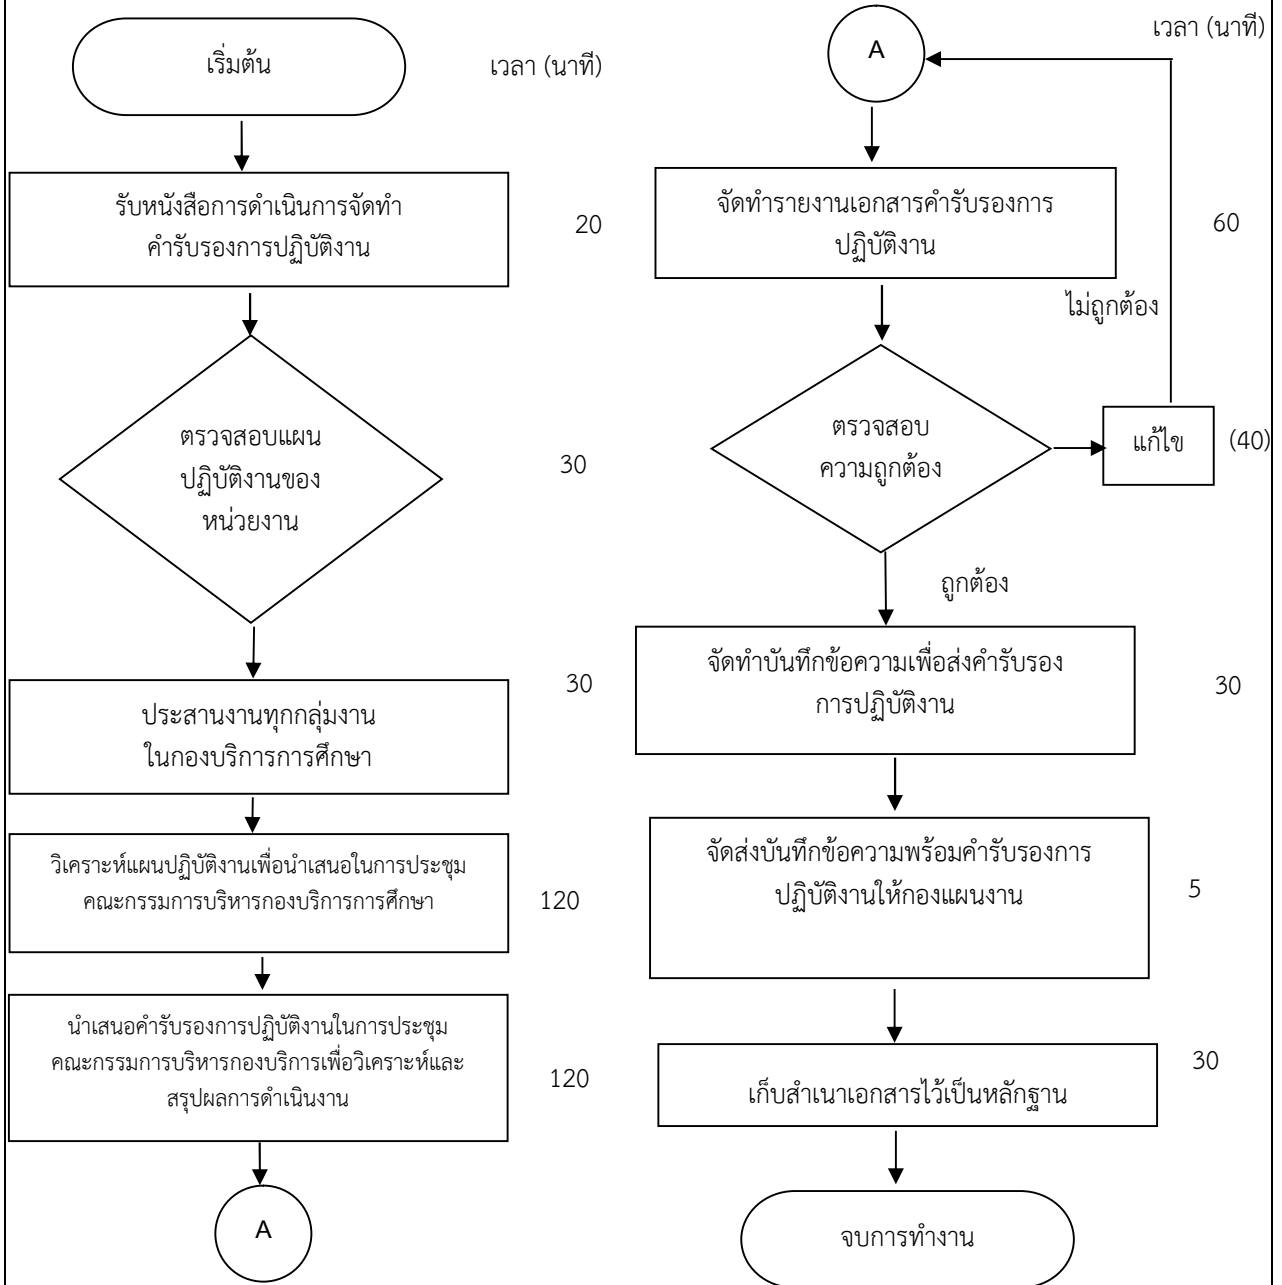 เริ่มต้น
เวลา (นาที)
รับหนังสือการดำเนินการจัดทำ
คำรับรองการปฏิบัติงาน
20
ตรวจสอบแผน
ปฏิบัติงานของ
หน่วยงาน
30
30
ประสานงานทุกกลุ่มงาน
ในกองบริการการศึกษา
วิเคราะห์แผนปฏิบัติงานเพื่อนำเสนอในการประชุม
คณะกรรมการบริหารกองบริการการศึกษา
120
นำเสนอคำรับรองการปฏิบัติงานในการประชุม
คณะกรรมการบริหารกองบริการเพื่อวิเคราะห์และ
สรุปผลการดำเนินงาน
120
A
A
เวลา (นาที)
จัดทำรายงานเอกสารคำรับรองการ
ปฏิบัติงาน
60
ไม่ถูกต้อง
ตรวจสอบ
ความถูกต้อง
แก้ไข
(40)
ถูกต้อง
จัดทำบันทึกข้อความเพื่อส่งคำรับรอง
การปฏิบัติงาน
30
จัดส่งบันทึกข้อความพร้อมคำรับรองการ
ปฏิบัติงานให้กองแผนงาน
5
30
เก็บสำเนาเอกสารไว้เป็นหลักฐาน
จบการทำงาน